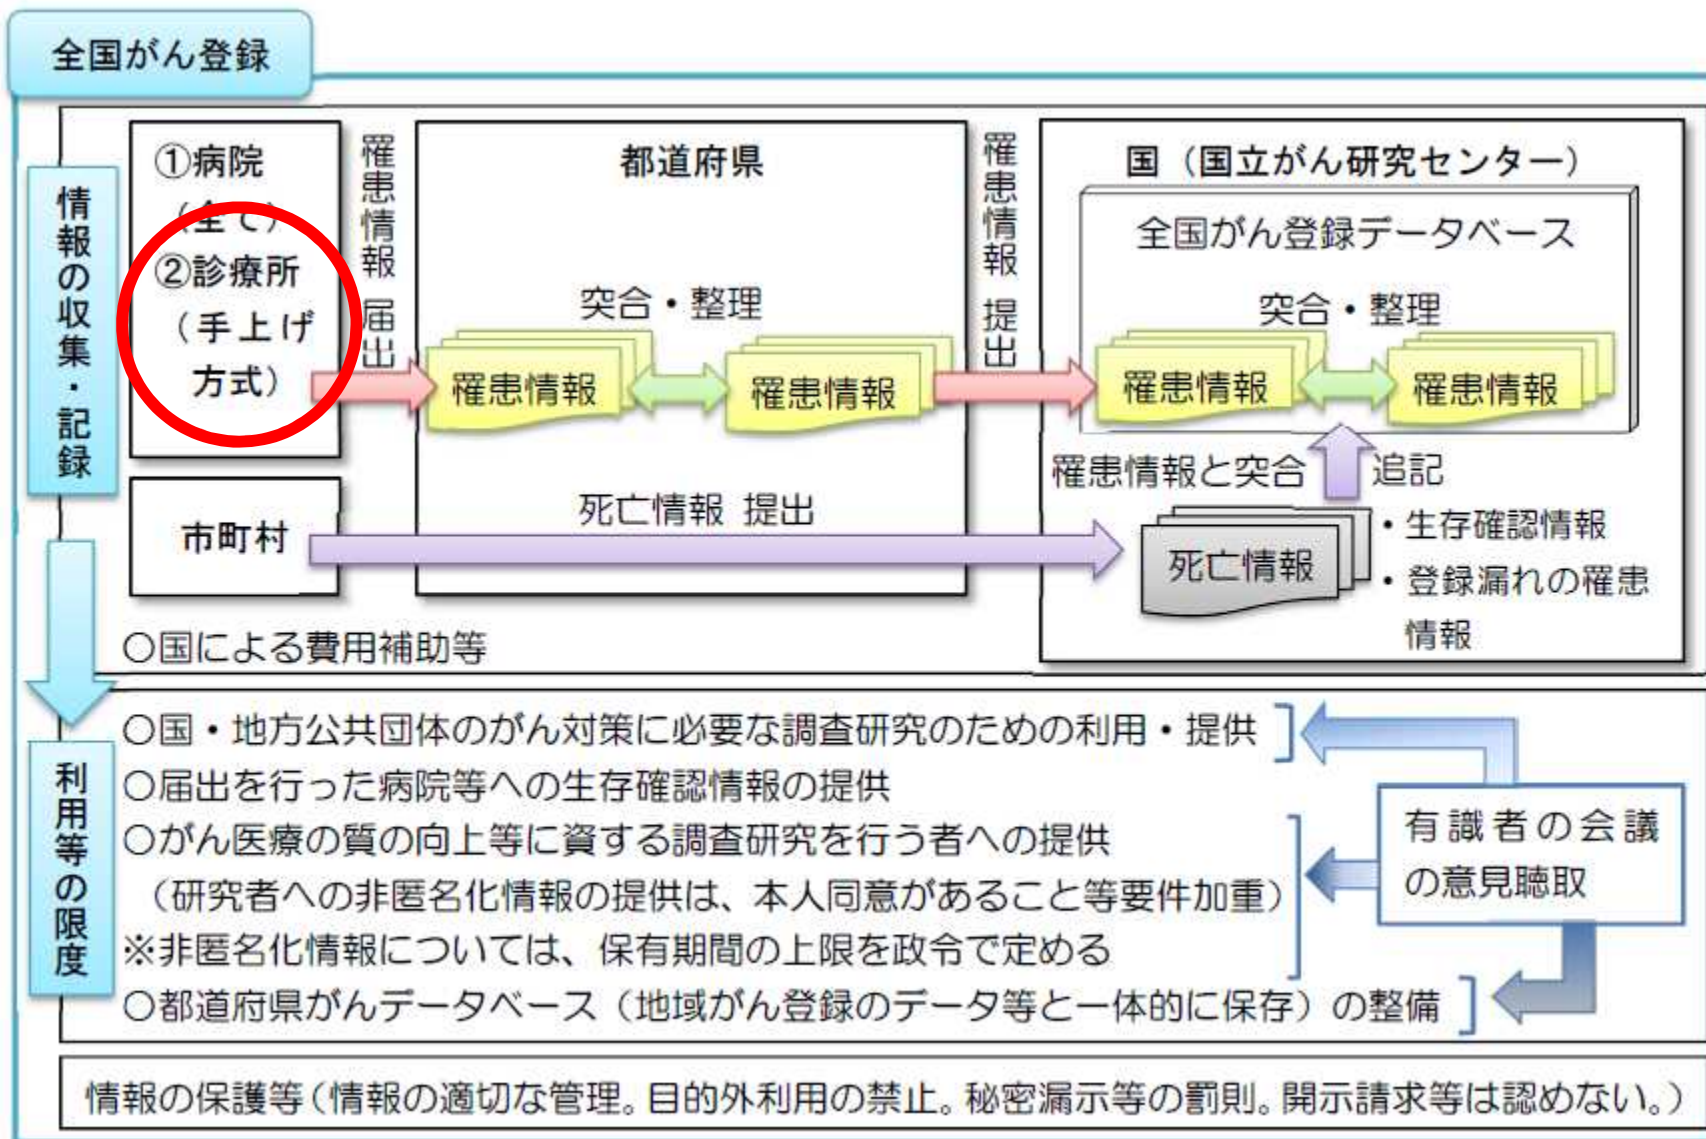 全国がん登録
情報の収集・記録
①病院
(全て)
②診療所
(手上げ
方式)
罹患情報 届出
都道府県
突合・整理
罹患情報
罹患情報
罹患情報 提出
国(国立がん研究センター)
全国がん登録データベース
突合・整理
罹患情報
罹患情報
罹患情報と突合
追記
市町村
死亡情報 提出
死亡情報
・生存確認情報
・登録漏れの罹患
情報
○国による費用補助等
利用等の限度
○国・地方公共団体のがん対策に必要な調査研究のための利用・提供
○届出を行った病院等への生存確認情報の提供
○がん医療の質の向上等に資する調査研究を行う者への提供
(研究者への非匿名化情報の提供は、本人同意があること等要件加重)
※非匿名化情報については、保有期間の上限を政令で定める
○都道府県がんデータベース(地域がん登録のデータ等と一体的に保存)の整備
有識者の会議
の意見聴取
情報の保護等(情報の適切な管理。目的外利用の禁止。秘密漏示等の罰則。開示請求等は認めない。)